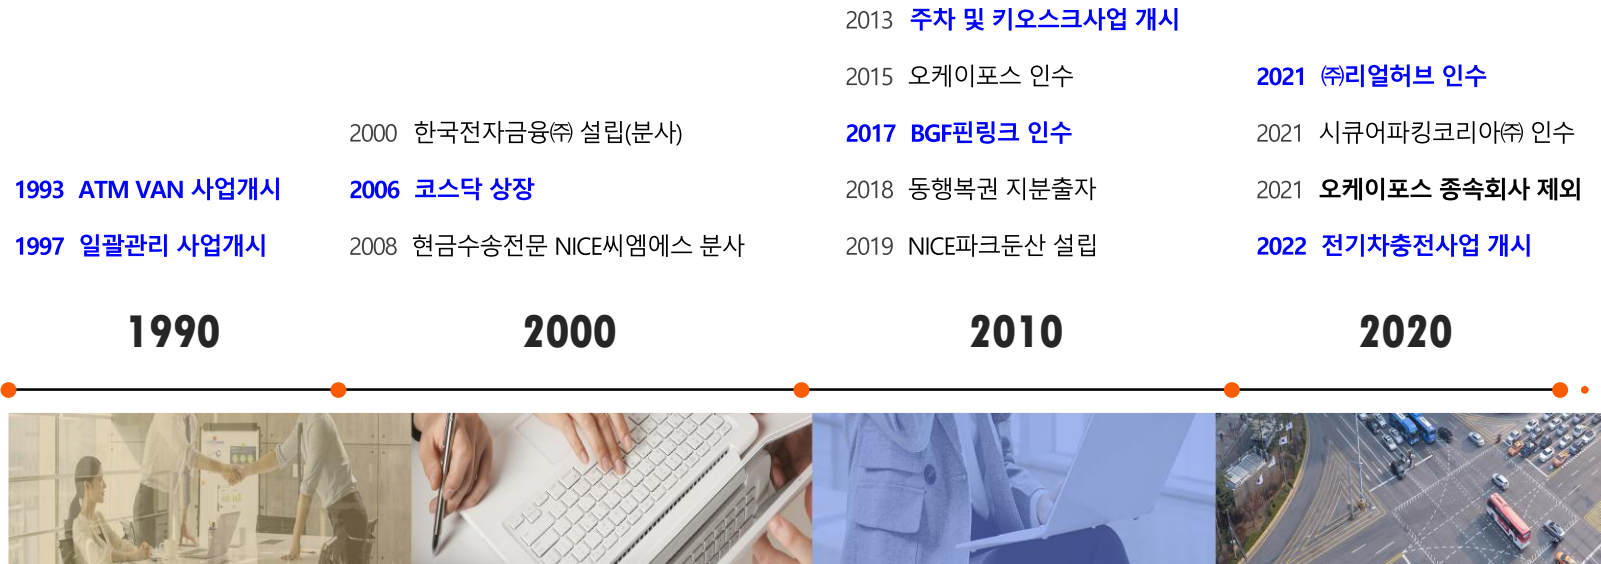 1993 ATM VAN 사업개시
1997 일괄관리 사업개시
1990
2000 한국전자금융㈜ 설립(분사)
2006 코스닥 상장
2008 현금수송전문 NICE씨엠에스 분사
2000
2013 주차 및 키오스크사업 개시
2015 오케이포스 인수
2017 BGF핀링크 인수
2018 동행복권 지분출자
2019 NICE파크둔산 설립
2010
2021 ㈜리얼허브 인수
2021 시큐어파킹코리아㈜ 인수
2021 오케이포스 종속회사 제외
2022 전기차충전사업 개시
2020